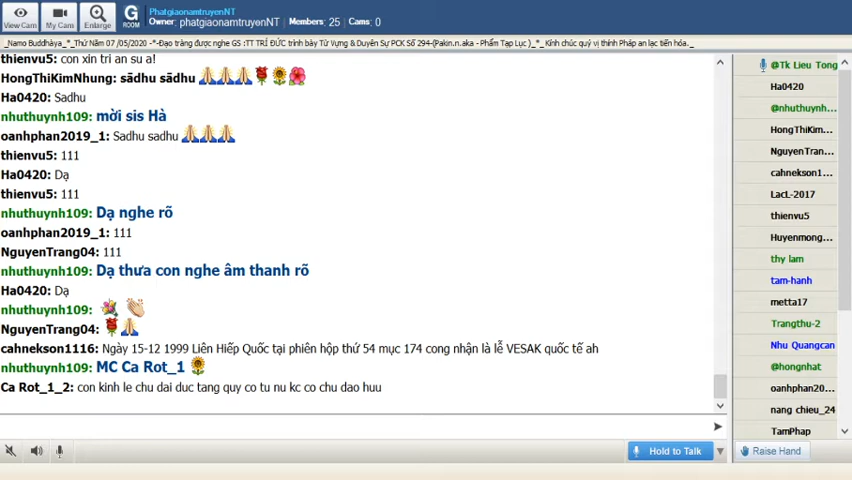 View Cam
My Cam
Enlarge
G
ROOM
PhatgiaonamtruyenNT
Owner: phatgiaonamtruyenNT Members: 25 Cams: 0
_Namo Buddhàya_*_Thứ Năm 07 /05/2020 -*-Đạo tràng được nghe GS :TT TRÍ ĐỨC trình bày Tứ Vựng & Duyên Sự PCK Số 294-(Pakin.n.aka - Phẩm Tạp Lục )_*_ Kính chúc quý vị thính Pháp an lạc tiến hóa._
thienvu5: con xin tri an su a!
HongThiKimNhung: sādhu sādhu
Ha0420: Sadhu
nhuthuynh109: mời sis Hà
oanhphan2019_1: Sadhu sadhu
thienvu5: 111
Ha0420: Dạ
thienvu5: 111
nhuthuynh109: Dạ nghe rõ
oanhphan2019_1: 111
NguyenTrang04: 111
nhuthuynh109: Dạ thưa con nghe âm thanh rõ
Ha0420: Dạ
nhuthuynh109:
NguyenTrang04:
cahnekson1116: Ngày 15-12 1999 Liên Hiếp Quốc tại phiên hộp thứ 54 mục 174 cong nhận là lễ VESAK quốc tế ah
nhuthuynh109: MC Ca Rot_1
Ca Rot_1_2: con kinh le chu dai duc tang quy co tu nu kc co chu dao huu
@Tk Lieu Tong
Ha0420
@nhuthuynh...
HongThiKim...
NguyenTran...
cahnekson1...
LacL-2017
thienvu5
Huyenmong...
thy lam
tam-hanh
metta17
Trangthu-2
Nhu Quangcan
@hongnhat
oanhphan20...
nang chieu_24
TamPhap
Hold to Talk
Raise Hand